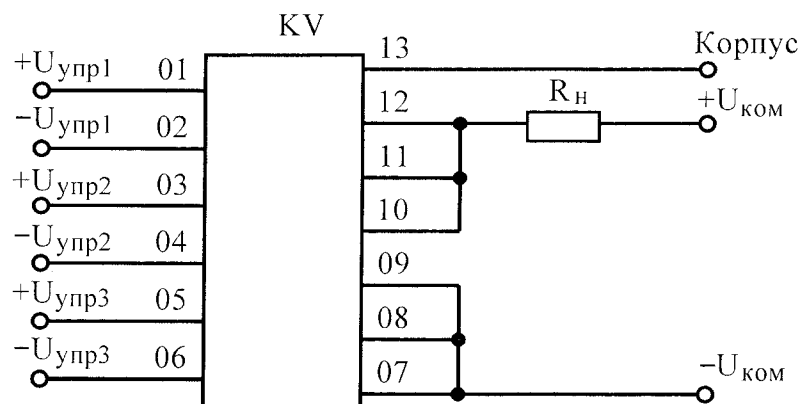 KV
+Uупр1 01
−Uупр1 02
+Uупр2 03
−Uупр2 04
+Uупр3 05
−Uупр3 06
13 Корпус
12 Rн +Uком
11
10
09
08
07 −Uком